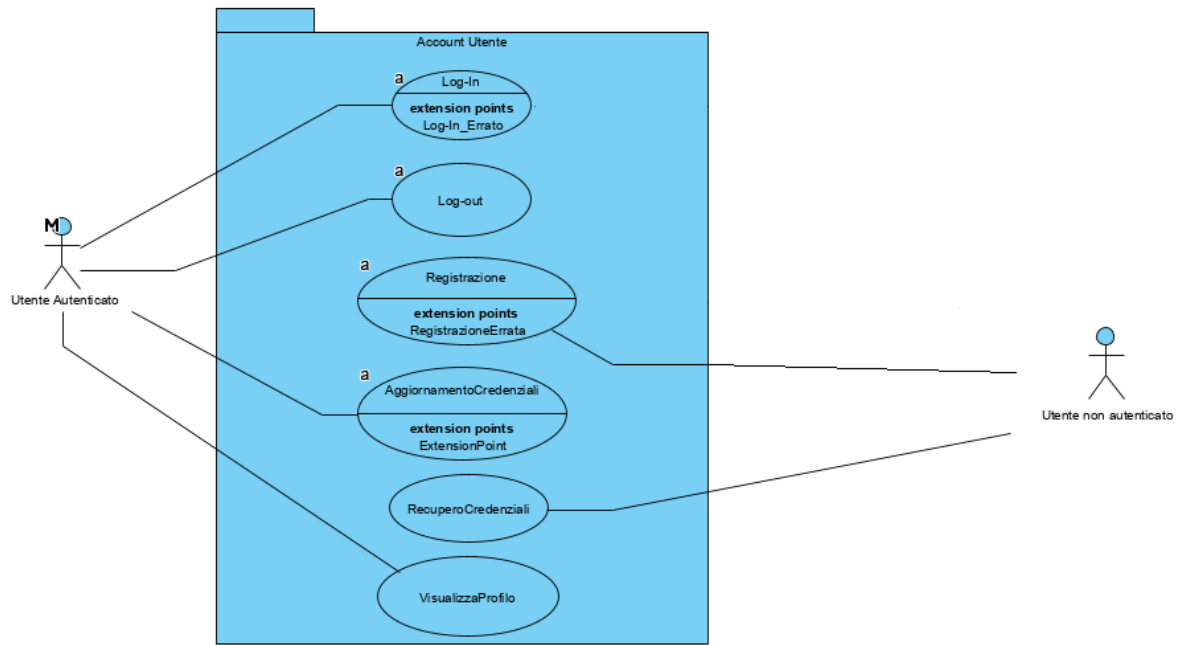 Account Utente
a
Log-In
extension points
Log-In_Errato
a
Log-out
M
Utente Autenticato
a
Registrazione
extension points
RegistrazioneErrata
a
AggiornamentoCredenziali
extension points
ExtensionPoint
Utente non autenticato
RecuperoCredenziali
VisualizzaProfilo